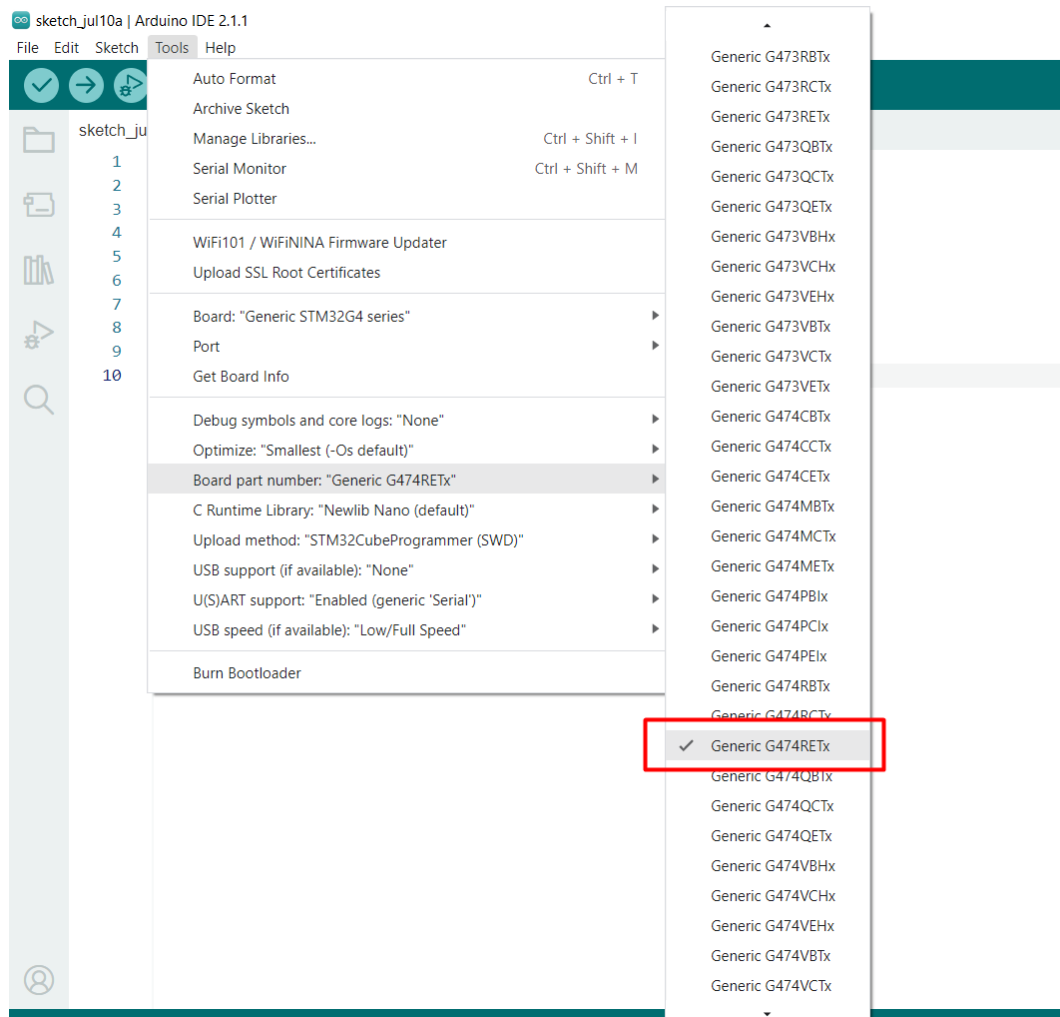 sketch_jul10a | Arduino IDE 2.1.1
File Edit Sketch Tools Help
sketch_ju
1
2
3
4
5
6
7
8
9
10
Auto Format Ctrl + T
Archive Sketch
Manage Libraries... Ctrl + Shift + I
Serial Monitor Ctrl + Shift + M
Serial Plotter
WiFi101 / WiFiNINA Firmware Updater
Upload SSL Root Certificates
Board: "Generic STM32G4 series"
Port
Get Board Info
Debug symbols and core logs: "None"
Optimize: "Smallest (-Os default)"
Board part number: "Generic G474RETx"
C Runtime Library: "Newlib Nano (default)"
Upload method: "STM32CubeProgrammer (SWD)"
USB support (if available): "None"
U(S)ART support: "Enabled (generic 'Serial')"
USB speed (if available): "Low/Full Speed"
Burn Bootloader
Generic G473RBTx
Generic G473RCTx
Generic G473RETx
Generic G473QBTx
Generic G473QCTx
Generic G473QETx
Generic G473VBHx
Generic G473VCHx
Generic G473VEHx
Generic G473VBTx
Generic G473VCTx
Generic G473VETx
Generic G474CBTx
Generic G474CCTx
Generic G474CETx
Generic G474MBTx
Generic G474MCTx
Generic G474METx
Generic G474PBIx
Generic G474PCIx
Generic G474PEIx
Generic G474RBTx
Generic G474RCTx
Generic G474RETx
Generic G474QBTx
Generic G474QCTx
Generic G474QETx
Generic G474VBHx
Generic G474VCHx
Generic G474VEHx
Generic G474VBTx
Generic G474VCTx